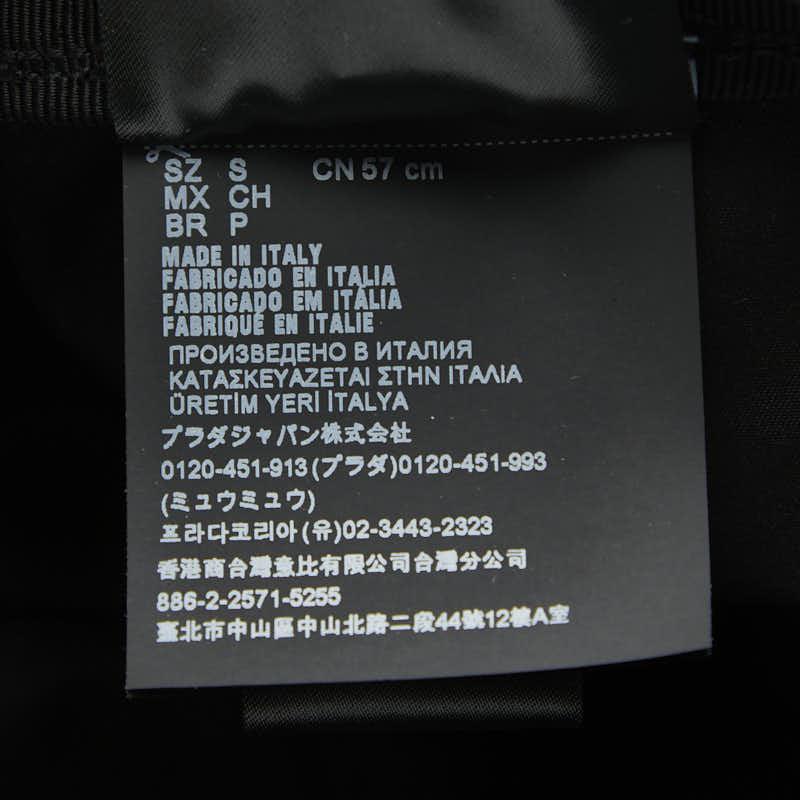 SZ S CN 57 cm
MX CH
BR P
MADE IN ITALY
FABRICADO EN ITALIA
FABRICADO EM ITÁLIA
FABRIQUÉ EN ITALIE
ПРОИЗВЕДЕНО В ИТАЛИЯ
ΚΑΤΑΣΚΕΥΑΖΕΤΑΙ ΣΤΗΝ ΙΤΑΛΙΑ
ÜRETİM YERİ İTALYA
プラダジャパン株式会社
0120-451-913(プラダ)0120-451-993
(ミュウミュウ)
프라다코리아(유)02-3443-2323
香港商台灣意比有限公司台灣分公司
886-2-2571-5255
臺北市中山區中山北路二段44號12樓A室